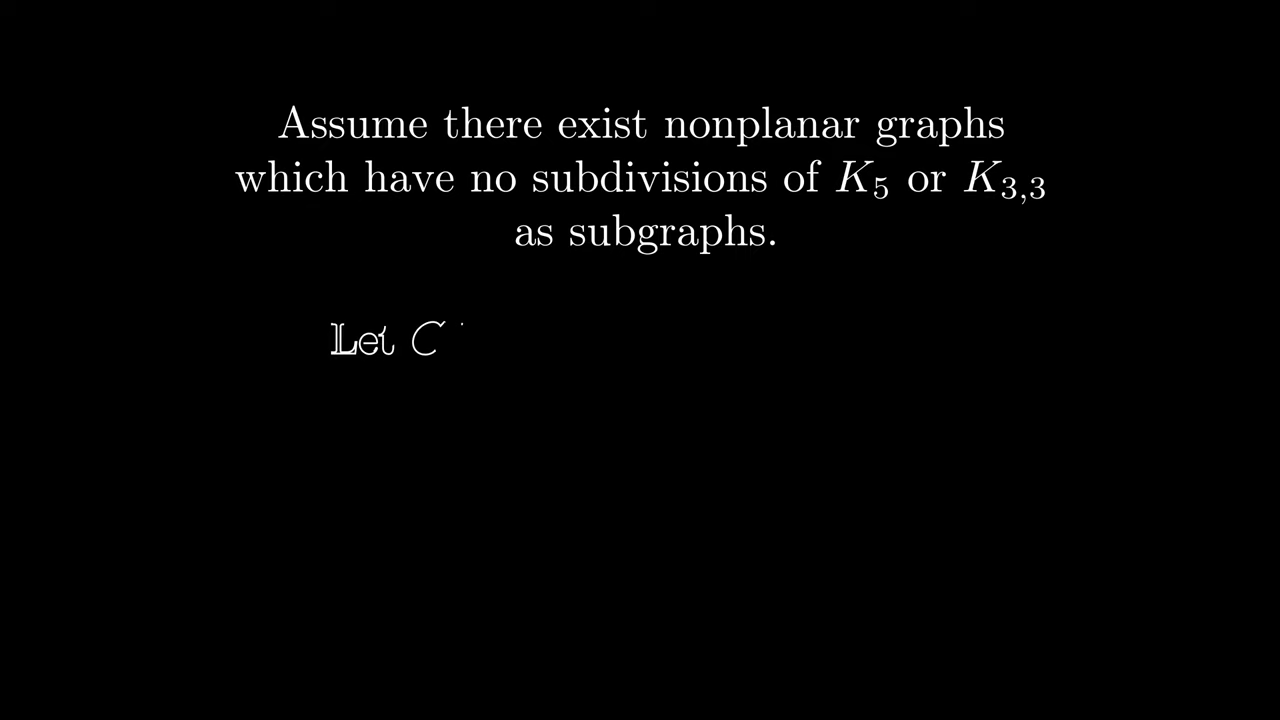 Assume there exist nonplanar graphs
which have no subdivisions of K₅ or K₃,₃
as subgraphs.
Let